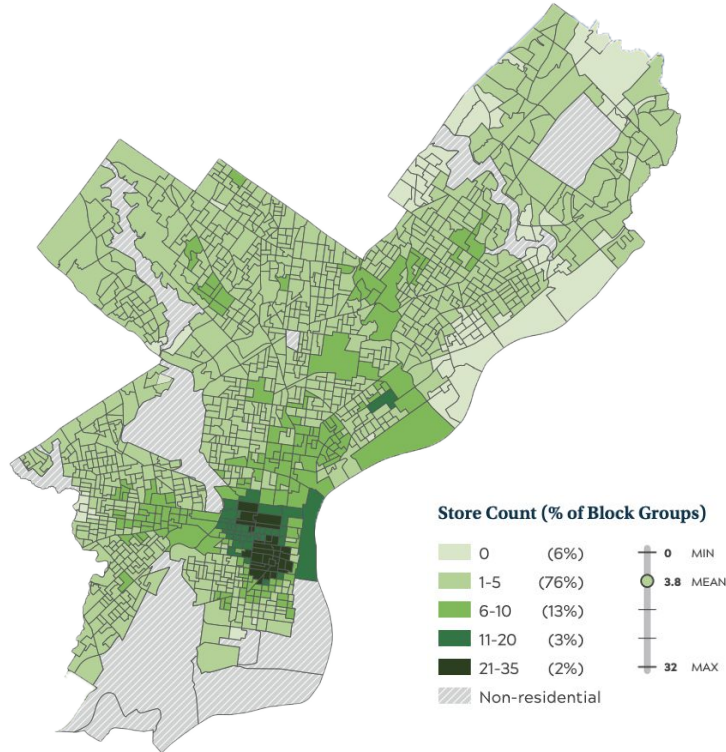 Store Count (% of Block Groups)
0 (6%)
1-5 (76%)
6-10 (13%)
11-20 (3%)
21-35 (2%)
Non-residential
0 MIN
3.8 MEAN
32 MAX